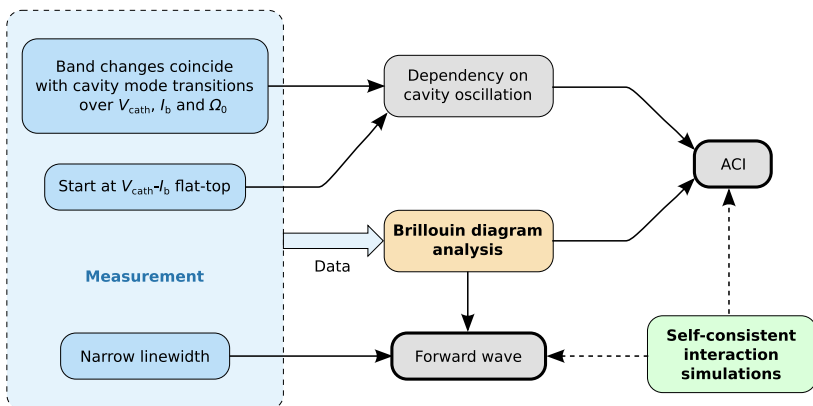 Band changes coincide
with cavity mode transitions
over V_cath, I_b and Ω_0
Start at V_cath-I_b flat-top
Measurement
Narrow linewidth
Data
Dependency on
cavity oscillation
Brillouin diagram
analysis
Forward wave
ACI
Self-consistent
interaction
simulations